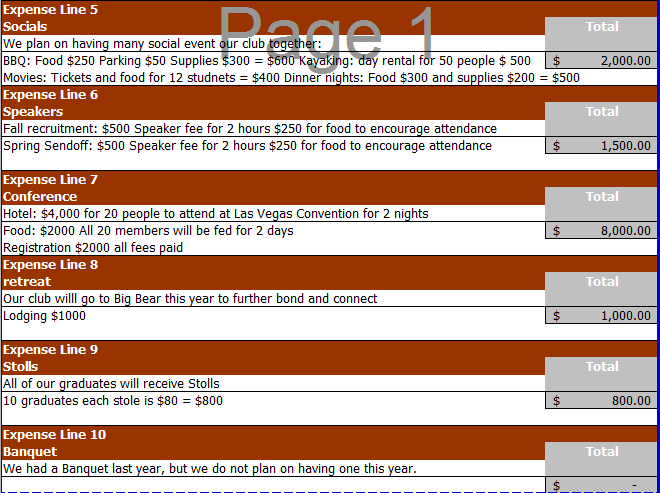 Page 1
Expense Line 5
Socials Total
We plan on having many social event our club together:
BBQ: Food $250 Parking $50 Supplies $300 = $600 Kayaking: day rental for 50 people $ 500 $ 2,000.00
Movies: Tickets and food for 12 studnets = $400 Dinner nights: Food $300 and supplies $200 = $500
Expense Line 6
Speakers Total
Fall recruitment: $500 Speaker fee for 2 hours $250 for food to encourage attendance
Spring Sendoff: $500 Speaker fee for 2 hours $250 for food to encourage attendance $ 1,500.00
Expense Line 7
Conference Total
Hotel: $4,000 for 20 people to attend at Las Vegas Convention for 2 nights
Food: $2000 All 20 members will be fed for 2 days $ 8,000.00
Registration $2000 all fees paid
Expense Line 8
retreat Total
Our club willl go to Big Bear this year to further bond and connect
Lodging $1000 $ 1,000.00
Expense Line 9
Stolls Total
All of our graduates will receive Stolls
10 graduates each stole is $80 = $800 $ 800.00
Expense Line 10
Banquet Total
We had a Banquet last year, but we do not plan on having one this year.
$ -